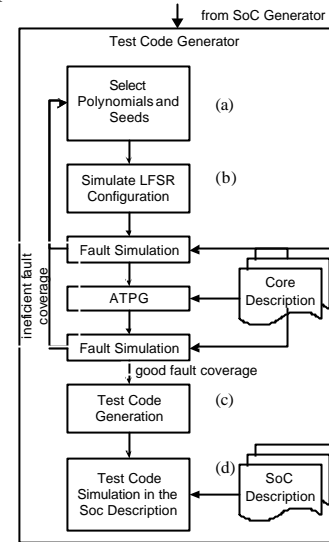 from SoC Generator
Test Code Generator
Select
Polynomials and
Seeds
(a)
Simulate LFSR
Configuration
(b)
Fault Simulation
ATPG
Core
Description
Fault Simulation
ineficient fault
coverage
good fault coverage
Test Code
Generation
(c)
Test Code
Simulation in the
Soc Description
(d)
SoC
Description